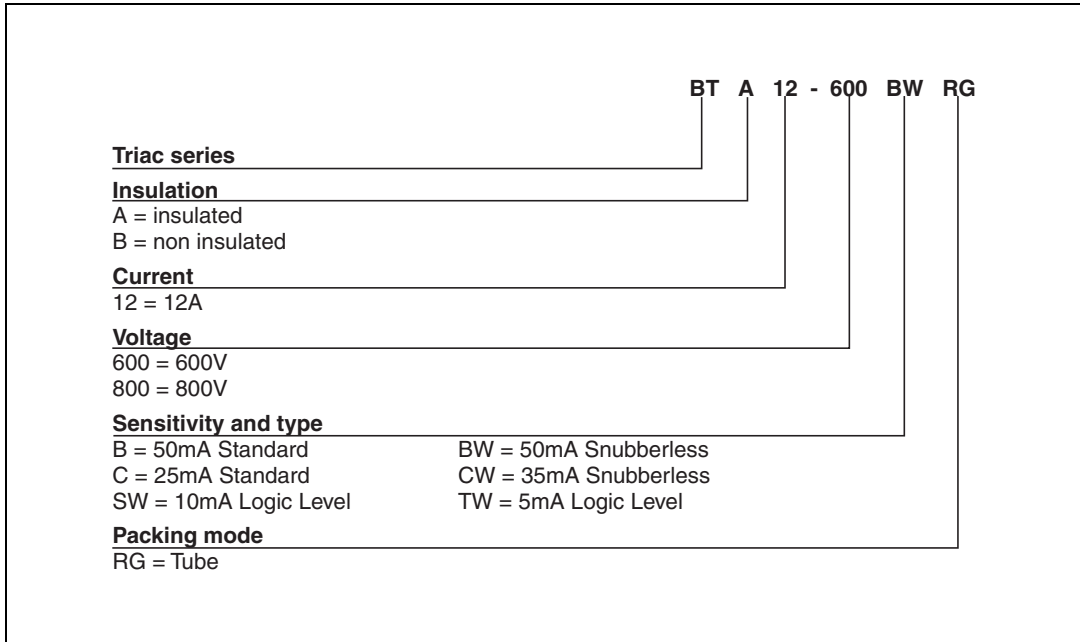 BT A 12 - 600 BW RG
Triac series
Insulation
A = insulated
B = non insulated
Current
12 = 12A
Voltage
600 = 600V
800 = 800V
Sensitivity and type
B = 50mA Standard BW = 50mA Snubberless
C = 25mA Standard CW = 35mA Snubberless
SW = 10mA Logic Level TW = 5mA Logic Level
Packing mode
RG = Tube